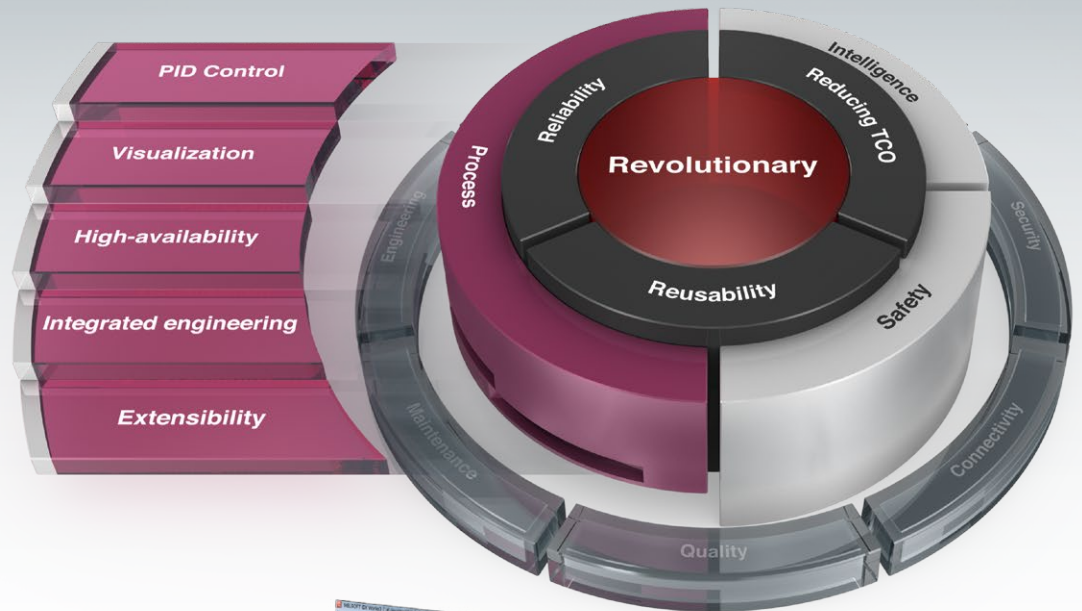 PID Control
Visualization
High-availability
Integrated engineering
Extensibility
Revolutionary
Reliability
Reducing TCO
Reusability
Process
Intelligence
Safety
Engineering
Maintenance
Quality
Connectivity
Security